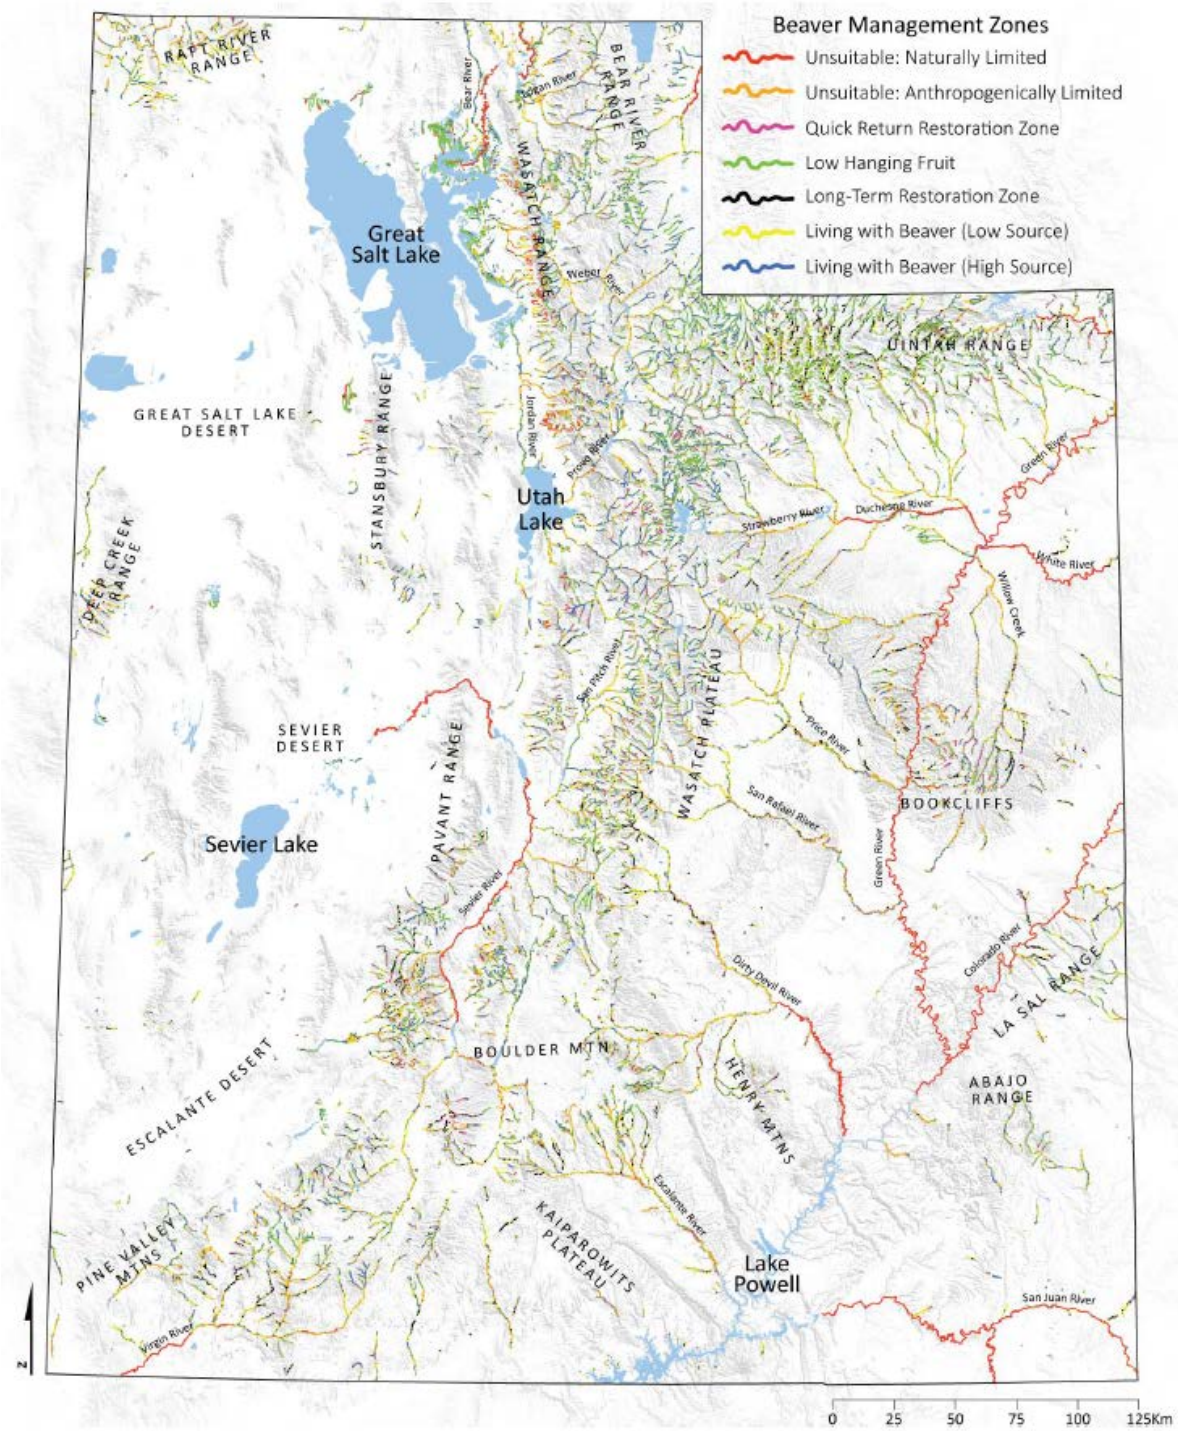 Beaver Management Zones
Unsuitable: Naturally Limited
Unsuitable: Anthropogenically Limited
Quick Return Restoration Zone
Low Hanging Fruit
Long-Term Restoration Zone
Living with Beaver (Low Source)
Living with Beaver (High Source)
RAPT RIVER
RANGE
Bear River
Logan River
BEAR RIVER
RANGE
WASATCH RANGE
Great
Salt Lake
Weber River
UINTAH RANGE
STANSBURY RANGE
GREAT SALT LAKE
DESERT
Jordan River
Provo River
Green River
Utah
Lake
Strawberry River
Duchesne River
White River
DEEP CREEK
RANGE
Willow Creek
San Pitch River
WASATCH PLATEAU
SEVIER
DESERT
PAVANT RANGE
Price River
San Rafael River
BOOKCLIFFS
Sevier Lake
Green River
Sevier River
Colorado River
Dirty Devil River
LA SAL RANGE
BOULDER MTN
HENRY MTNS
ABAJO
RANGE
ESCALANTE DESERT
Escalante River
KAIPAROWITS
PLATEAU
PINE VALLEY
MTNS
Lake
Powell
San Juan River
Virgin River
N
0 25 50 75 100 125Km